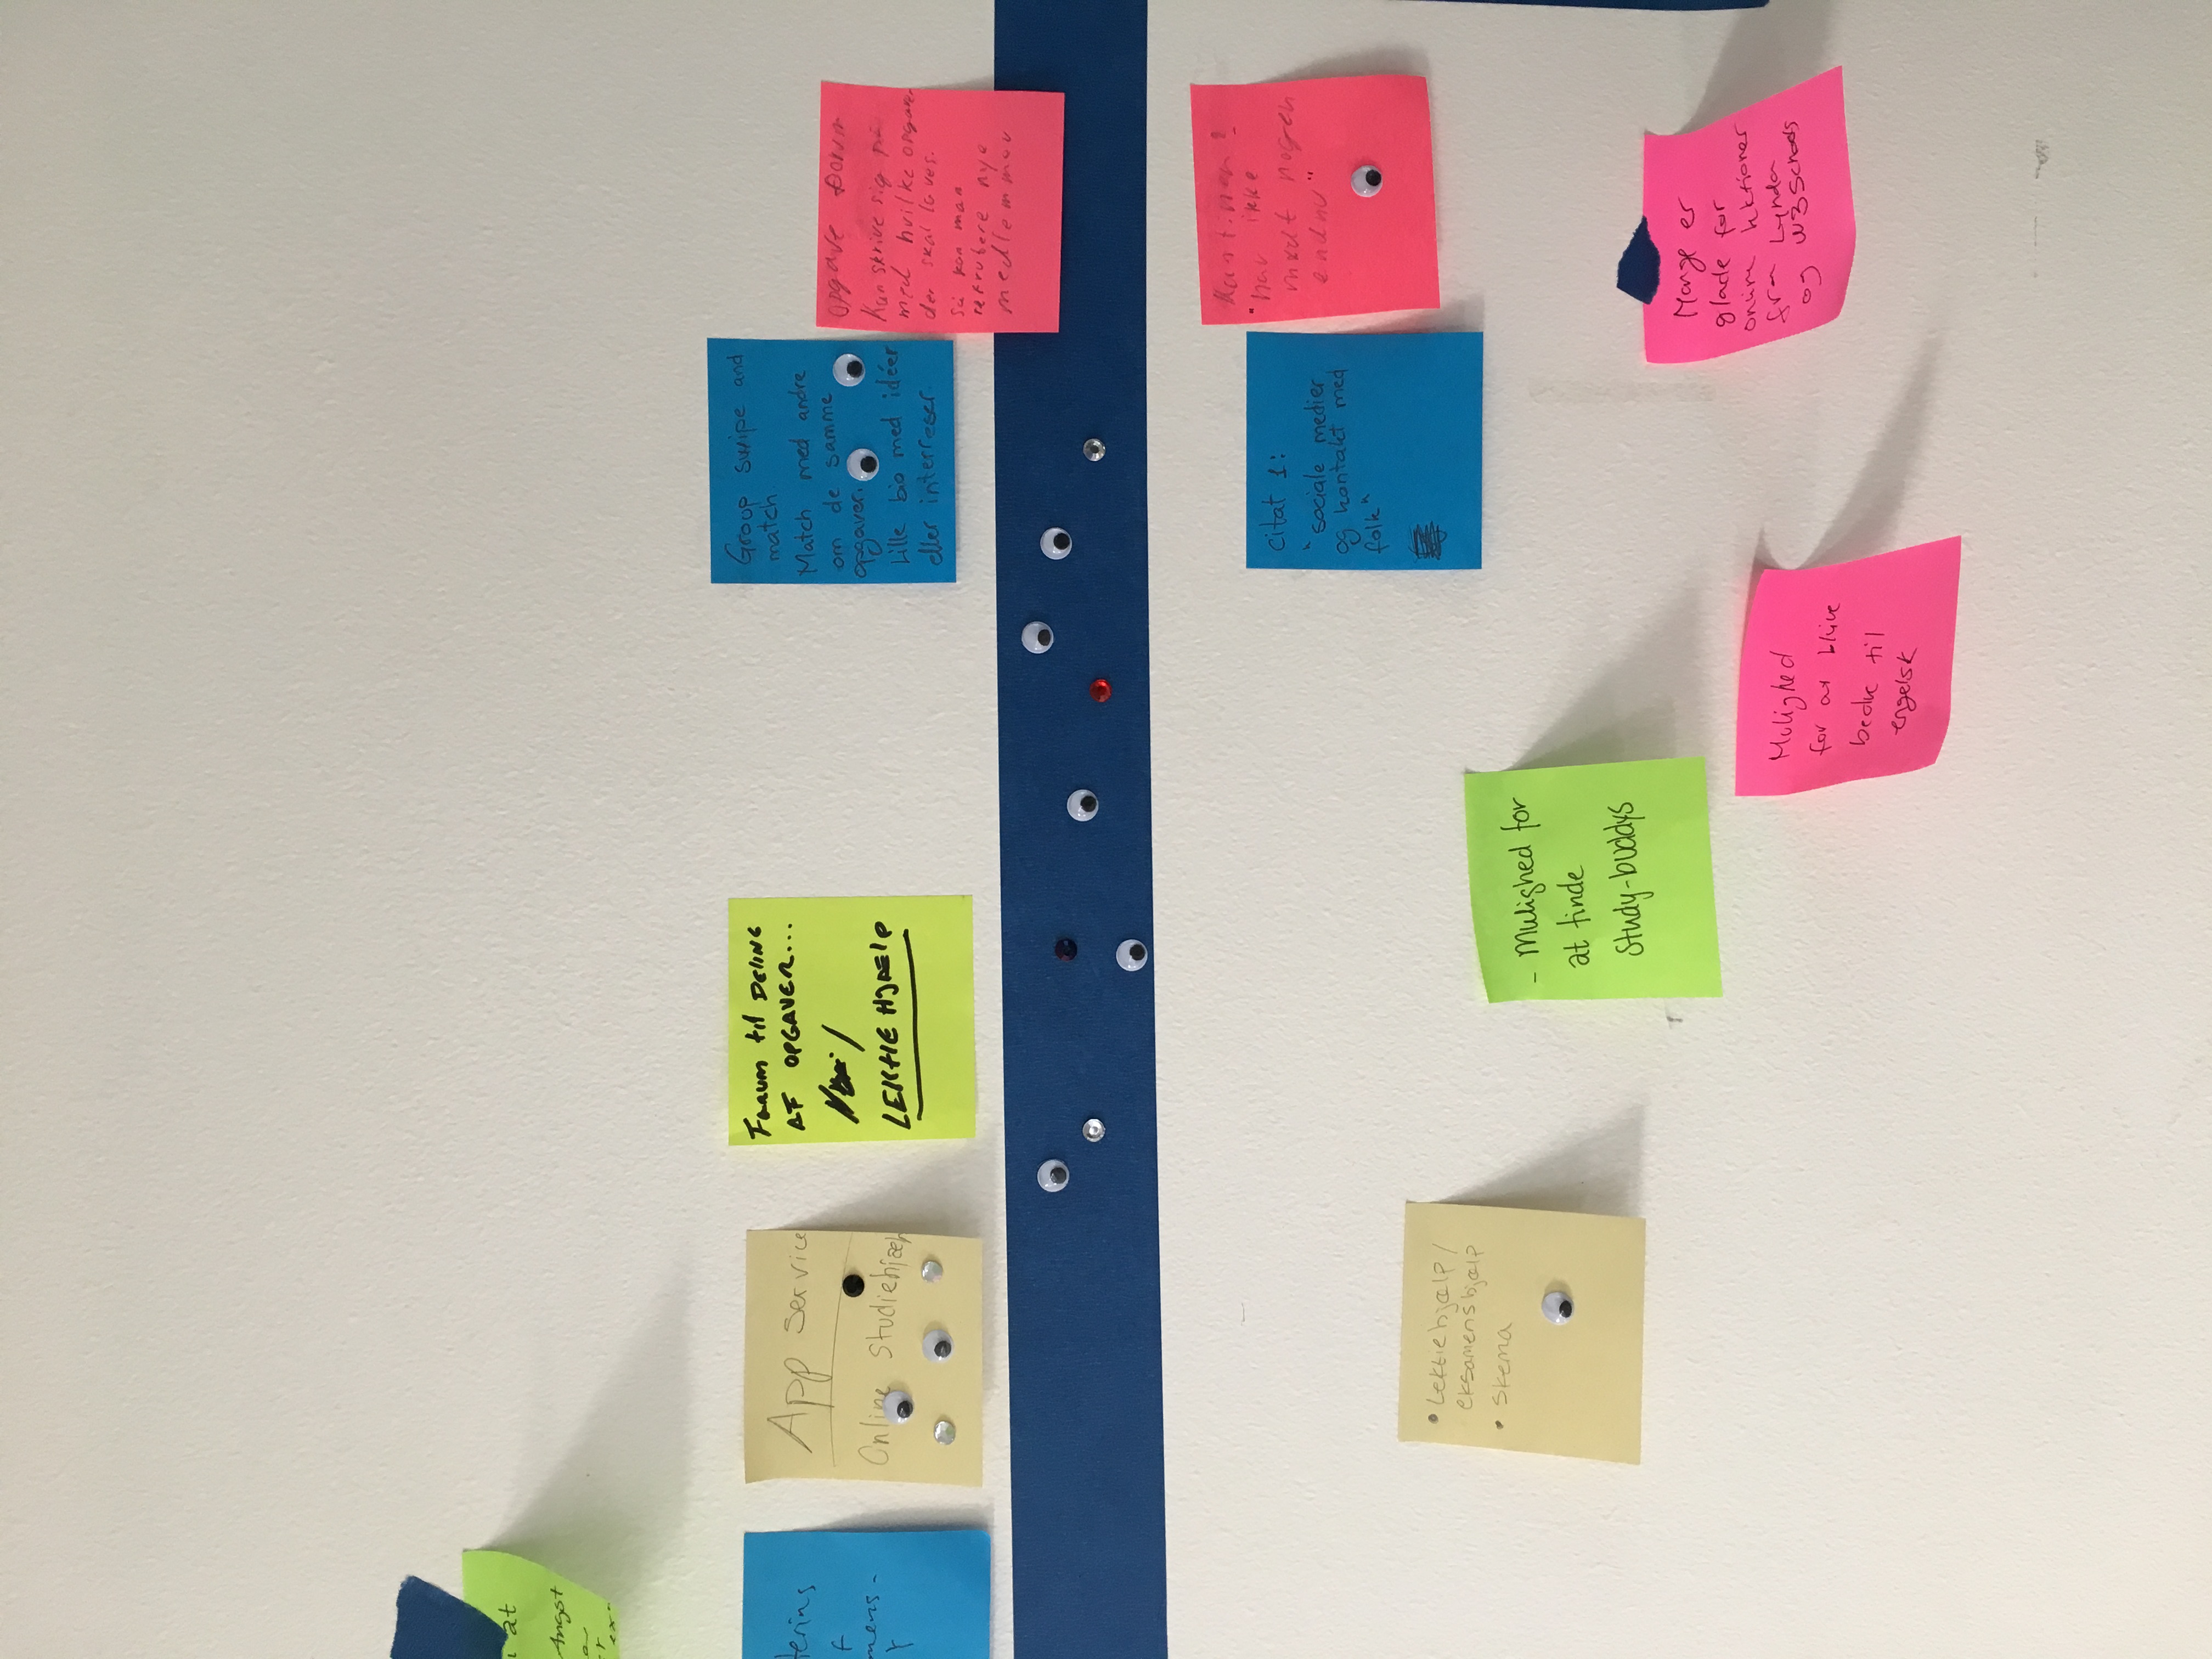 at
Angst
App service
Online Studiehjælp
Forum til DELING
AF OPGAVER...
/
LEKTIE HJÆLP
Group swipe and
match
Match med andre
om de samme
opgaver.
Lille bio med idéer
eller interreser.
opgave Forum
Kan skrive sig på
med hvilke opgaver
der skal laves.
Så kan man
rekrutere nye
medlemmer
Kantinen?
"har ikke
mødt nogen
endnu"
citat 1:
"sociale medier
og kontakt med
folk"
• Lektiehjælp/
eksamenshjælp
• Skema
- Mulighed for
at finde
study-buddys
Mulighed
for at blive
bedre til
engelsk
Mange er
glade for
online lektioner
fra Lynda
og W3Schools